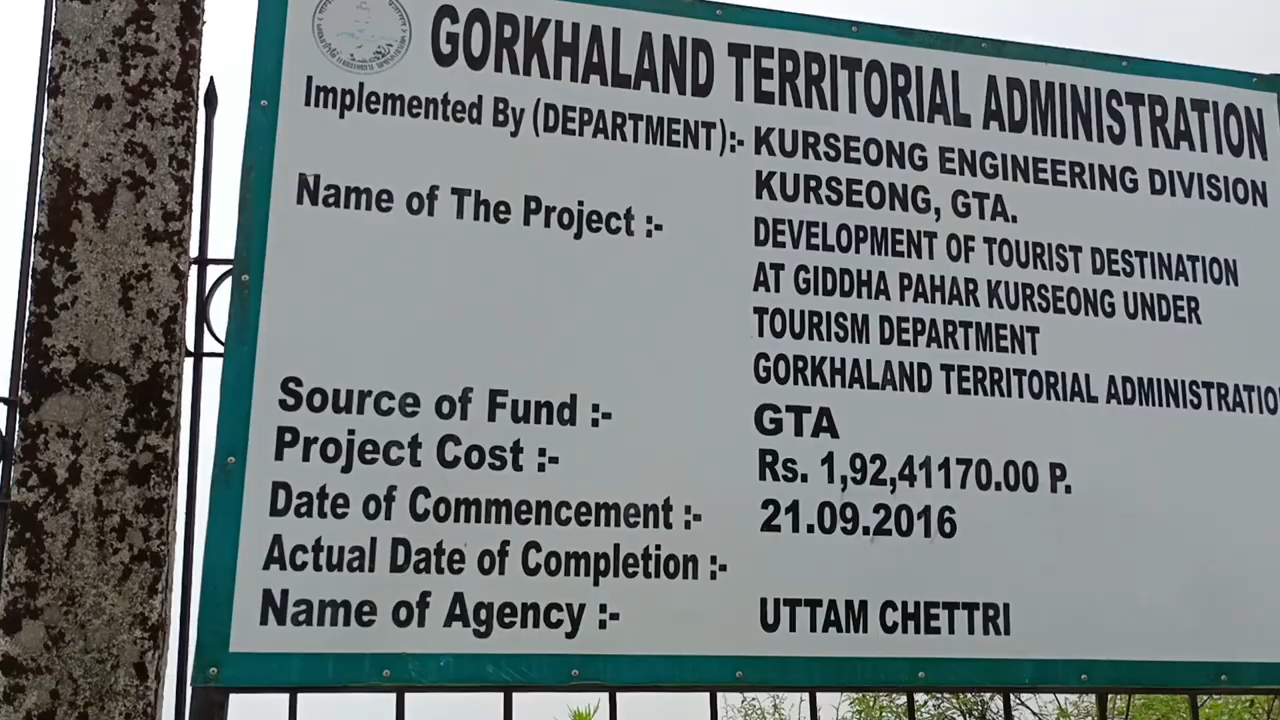 GORKHALAND TERRITORIAL ADMINISTRATION
Implemented By (DEPARTMENT):- KURSEONG ENGINEERING DIVISION
KURSEONG, GTA.
Name of The Project :- DEVELOPMENT OF TOURIST DESTINATION
AT GIDDHA PAHAR KURSEONG UNDER
TOURISM DEPARTMENT
GORKHALAND TERRITORIAL ADMINISTRATIO
Source of Fund :- GTA
Project Cost :- Rs. 1,92,41170.00 P.
Date of Commencement :- 21.09.2016
Actual Date of Completion :-
Name of Agency :- UTTAM CHETTRI